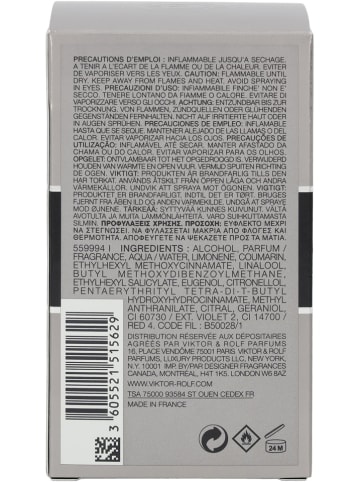 PRECAUTIONS D'EMPLOI : INFLAMMABLE JUSQU'A SECHAGE,
A TENIR A L'ECART DE LA FLAMME OU DE LA CHALEUR, EVITER
DE VAPORISER VERS LES YEUX. CAUTION: FLAMMABLE UNTIL
DRY. KEEP AWAY FROM FLAMES AND HEAT. AVOID SPRAYING
IN EYES. PRECAUZIONI D'USO: INFIAMMABILE FINCHE' NON E'
SECCO. TENERE LONTANO DA FIAMME O CALORE. EVITARE DI
VAPORIZZARE VERSO GLI OCCHI. ACHTUNG: ENTZUNDBAR BIS ZUR
TROCKNUNG. VON FLAMMEN, ZÜNDQUELLEN ODER GLÜHENDEN
GEGENSTÄNDEN FERNHALTEN. NICHT AUF IRRITIERTE HAUT ODER
IN AUGEN SPRÜHEN. PRECAUCIONES DE EMPLEO: INFLAMABLE
HASTA QUE SE SEQUE. MANTENER ALEJADO DE LAS LLAMAS O DEL
CALOR. EVITAR VAPORIZAR HACIA LOS OJOS. PRECAUÇÕES DE
UTILIZAÇÃO: INFLAMÁVEL ATÉ SECAR. MANTER AFASTADO DA
CHAMA OU DO CALOR. EVITAR VAPORIZAR PARA OS OLHOS.
OPGELET: ONTVLAMBAAR TOT HET OPGEDROOGD IS. VERWIJDERD
HOUDEN VAN WARMTE EN OPEN VUUR. VERMIJD SPUITEN RICHTING
DE OGEN. VIKTIGT: PRODUKTEN ÄR BRANDFARLIG TILLS DEN
HAR TORKAT. ANVÄNDS EJ INTILL ÖPPEN LÅGA OCH ANDRA
VÄRMEKÄLLOR. UNDVIK ATT SPRAYA MOT ÖGONEN. VIKTIG:
PRODUKTET ER BRANDFARLIGT, INDTIL DET ER TØRT. BRUGES
FJERNT FRA ÅBEN ILD OG ANDEN VARMEKILDE. UNDGÅ AT SPRAYE
MOD ØJNENE. TÄRKEÄÄ: SYTTYVÄÄ KUNNES KUIVUNUT. VÄLTÄ
AVOTULTA JA MUITA LÄMMÖNLÄHTEITÄ. VARO SUIHKUTTAMASTA
SILMIIN. ΠΡΟΦΥΛΑΞΕΙΣ ΧΡΗΣΗΣ. ΠΡΟΣΟΧΗ: ΕΥΦΛΕΚΤΟ ΜΕΧΡΙ
ΝΑ ΣΤΕΓΝΩΣΕΙ. ΝΑ ΦΥΛΑΣΣΕΤΑΙ ΜΑΚΡΙΑ ΑΠΟ ΦΛΟΓΕΣ ΚΑΙ
ΘΕΡΜΟΤΗΤΑ. ΑΠΟΦΕΥΓΕΤΕ ΝΑ ΨΕΚΑΖΕΤΕ ΠΡΟΣ ΤΑ ΜΑΤΙΑ.
559994 I INGREDIENTS : ALCOHOL, PARFUM /
FRAGRANCE, AQUA / WATER, LIMONENE, COUMARIN,
ETHYLHEXYL METHOXYCINNAMATE, LINALOOL,
BUTYL METHOXYDIBENZOYLMETHANE,
ETHYLHEXYL SALICYLATE, EUGENOL, CITRONELLOL,
PENTAERYTHRITYL TETRA-DI-T-BUTYL
HYDROXYHYDROCINNAMATE, METHYL
ANTHRANILATE, CITRAL, GERANIOL,
CI 60730 / EXT. VIOLET 2, CI 14700 /
RED 4. CODE FIL : B50028/1
DISTRIBUTION RÉSERVÉE AUX DÉPOSITAIRES
AGRÉÉS PAR VIKTOR & ROLF PARFUMS
16, PLACE VENDÔME 75001 PARIS. VIKTOR &
ROLF PARFUMS, LUXURY PRODUCTS LLC, NEW YORK,
N.Y. 10001 IMP. BY/PAR DESIGNER FRAGRANCES
CANADA, MONTRÉAL, H4T 1K5. LONDON W6 8AZ
WWW.VIKTOR-ROLF.COM
TSA 75000 93584 ST OUEN CEDEX FR
MADE IN FRANCE
3 605521 515629
24 M